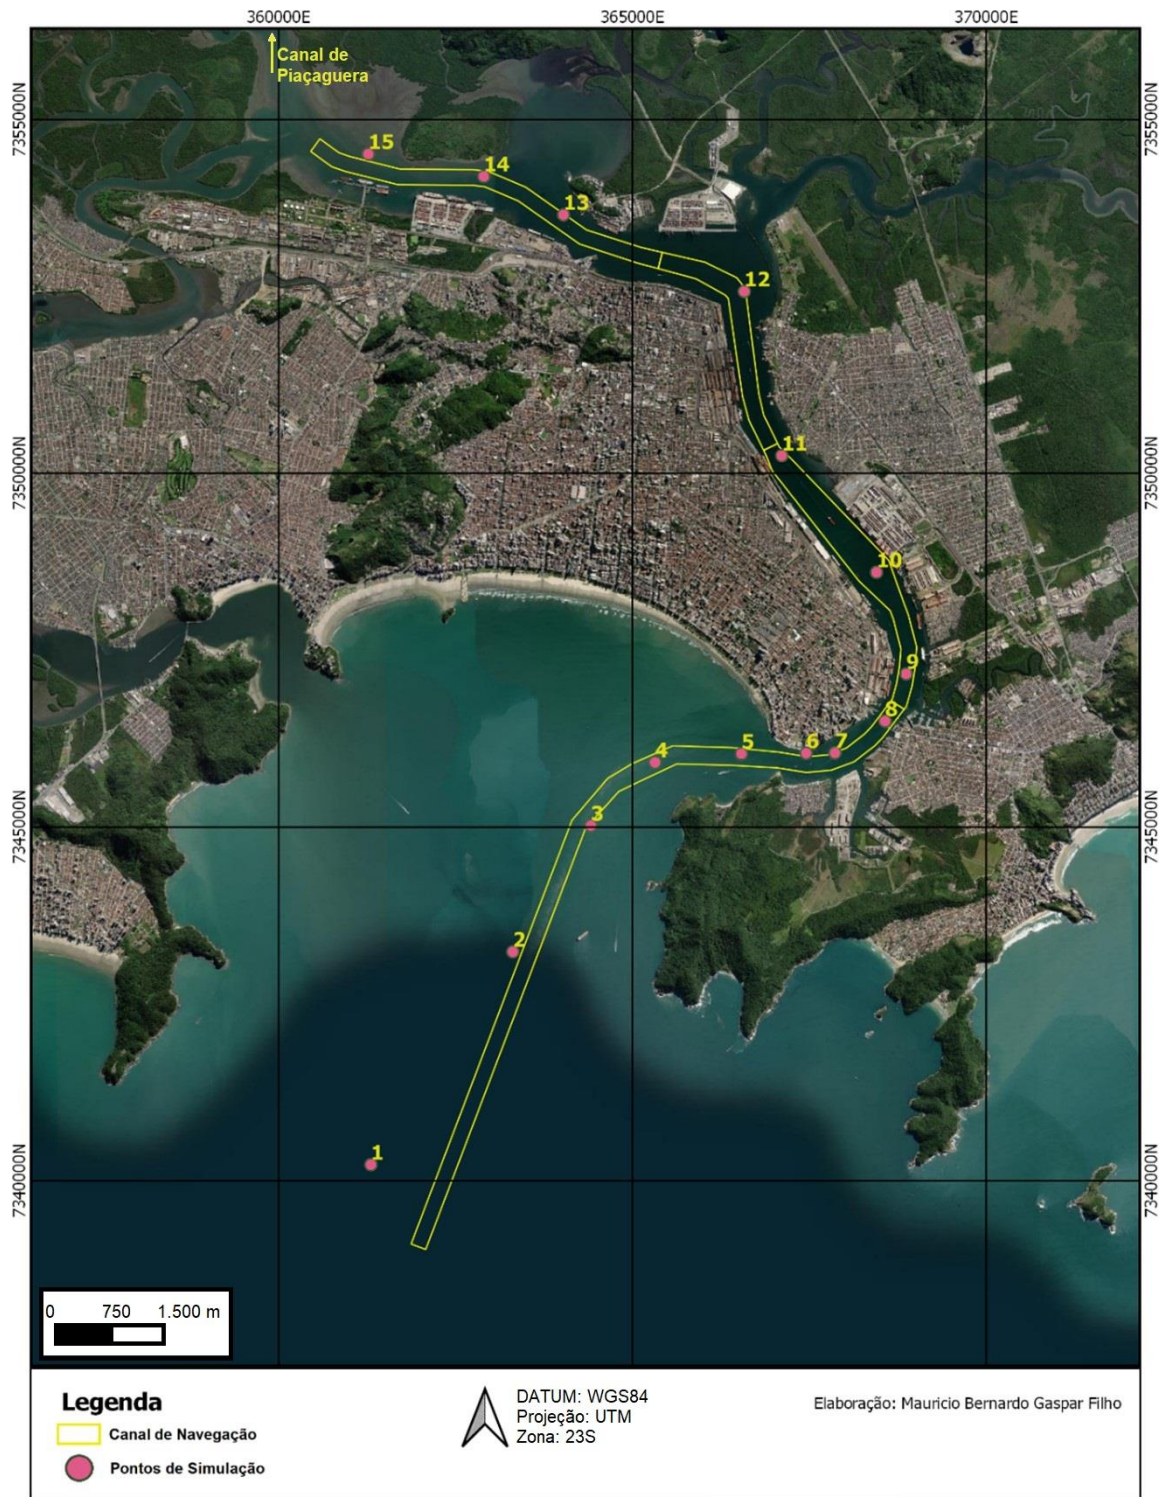 360000E
365000E
370000E
Canal de
Piaçaguera
7355000N
7355000N
15
14
13
12
11
7350000N
7350000N
10
9
8
4
5
6
7
3
7345000N
7345000N
2
1
7340000N
7340000N
0 750 1.500 m
Legenda
Canal de Navegação
Pontos de Simulação
DATUM: WGS84
Projeção: UTM
Zona: 23S
Elaboração: Mauricio Bernardo Gaspar Filho